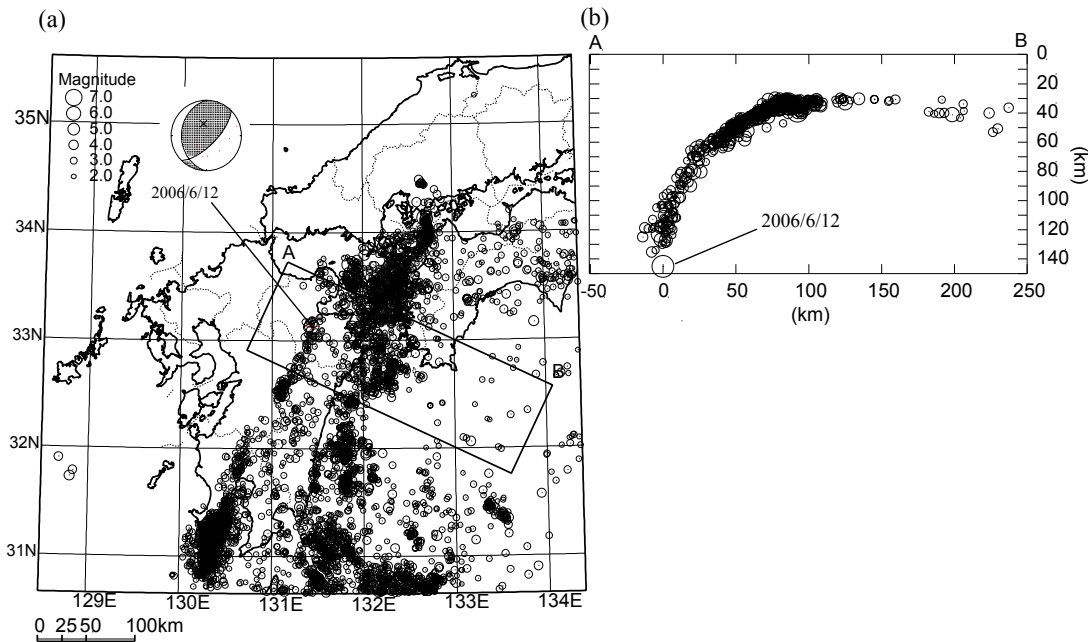 (a)
Magnitude
7.0
6.0
5.0
4.0
3.0
2.0
2006/6/12
35N
34N
33N
32N
31N
A
B
129E
130E
131E
132E
133E
134E
0 25 50 100km
(b)
A
B
0
20
40
60
80
100
120
140
(km)
2006/6/12
-50
0
50
100
150
200
250
(km)